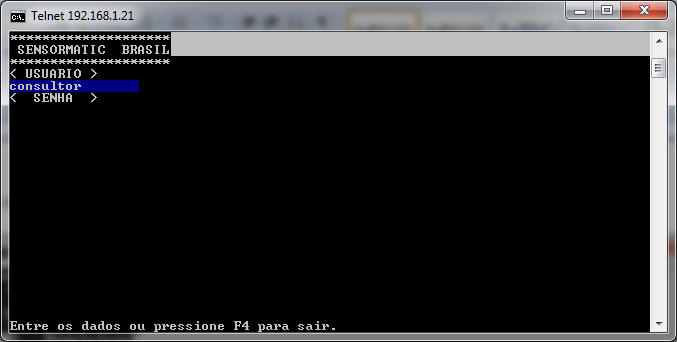 Telnet 192.168.1.21
********************
SENSORMATIC BRASIL
********************
< USUARIO >
consultor
< SENHA >
Entre os dados ou pressione F4 para sair.